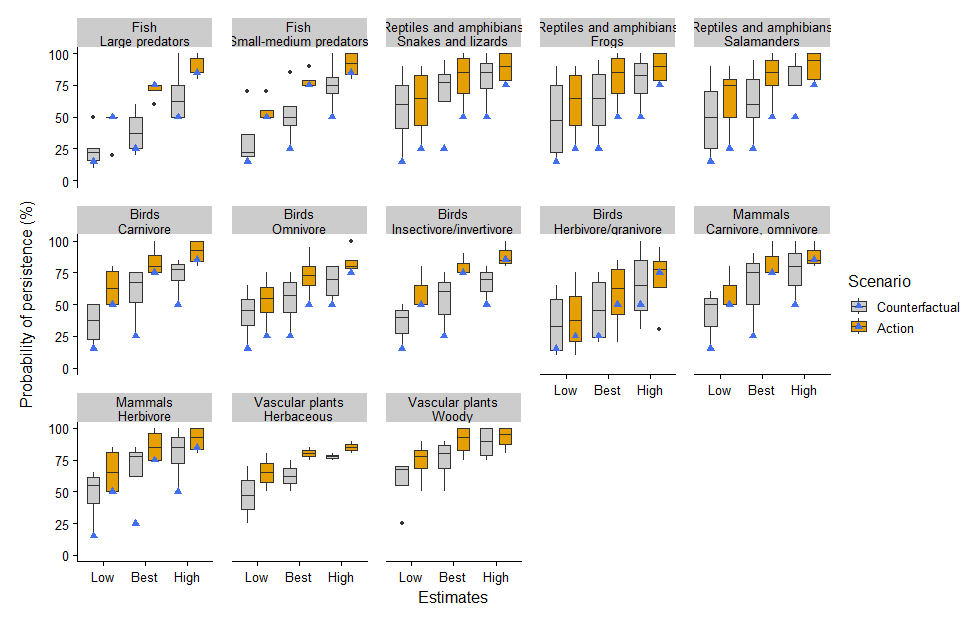 Fish
Large predators
Fish
Small-medium predators
Reptiles and amphibians
Snakes and lizards
Reptiles and amphibians
Frogs
Reptiles and amphibians
Salamanders
100
75
50
25
0
Birds
Carnivore
Birds
Omnivore
Birds
Insectivore/invertivore
Birds
Herbivore/granivore
Mammals
Carnivore, omnivore
100
75
50
25
0
Low Best High
Low Best High
Mammals
Herbivore
Vascular plants
Herbaceous
Vascular plants
Woody
100
75
50
25
0
Low Best High
Low Best High
Low Best High
Estimates
Probability of persistence (%)
Scenario
Counterfactual
Action